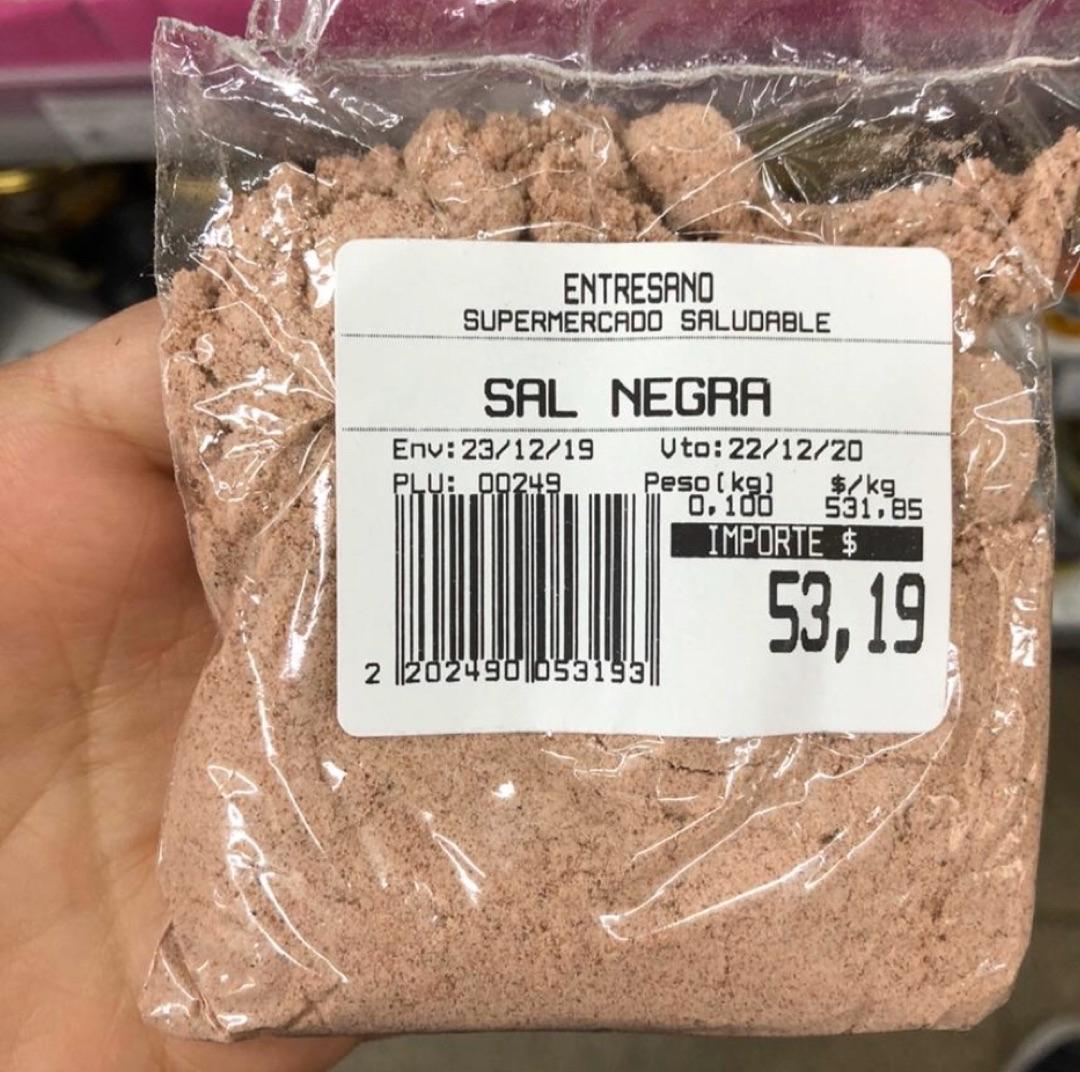 ENTRESANO
SUPERMERCADO SALUDABLE
SAL NEGRA
Env:23/12/19 Vto:22/12/20
PLU: 00249 Peso(kg) $/kg
0,100 531,85
IMPORTE $
53,19
2 202490 053193